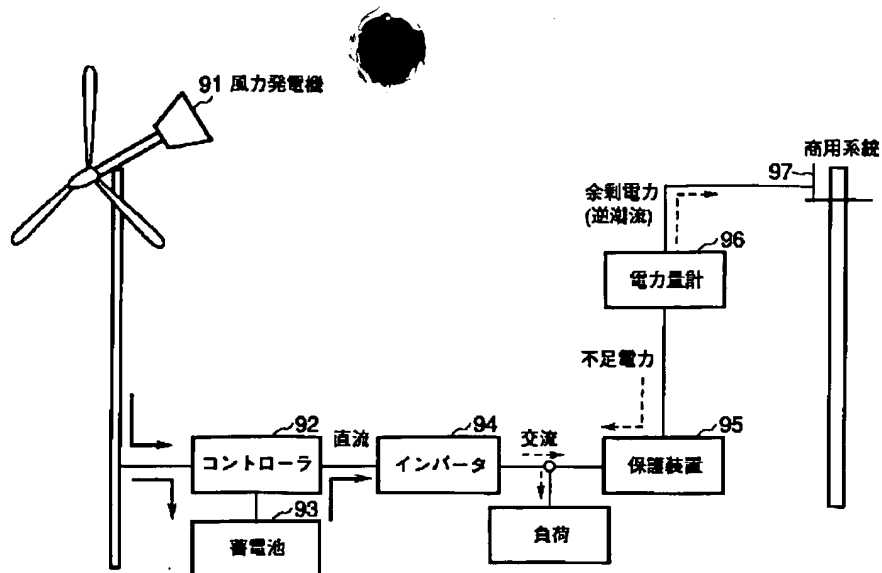 91 風力発電機
商用系統
97
余剰電力
(逆潮流)
96
電力量計
不足電力
92
94
95
直流
交流
コントローラ
インバータ
保護装置
93
蓄電池
負荷